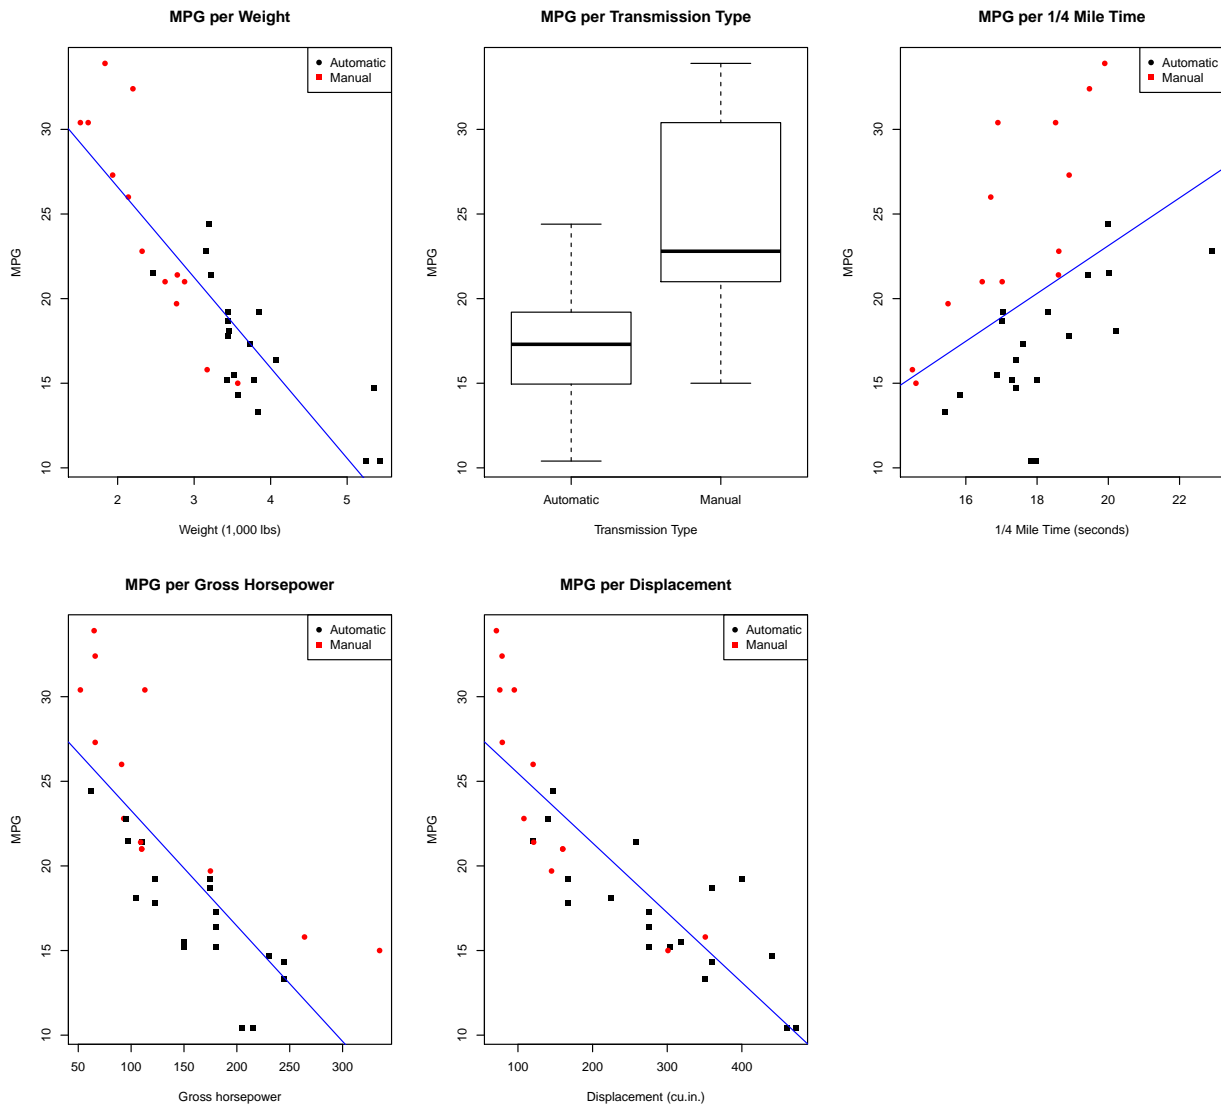 MPG per Weight
MPG
10 15 20 25 30
2 3 4 5
Weight (1,000 lbs)
Automatic
Manual
MPG per Transmission Type
MPG
10 15 20 25 30
Automatic Manual
Transmission Type
MPG per 1/4 Mile Time
MPG
10 15 20 25 30
16 18 20 22
1/4 Mile Time (seconds)
Automatic
Manual
MPG per Gross Horsepower
MPG
10 15 20 25 30
50 100 150 200 250 300
Gross horsepower
Automatic
Manual
MPG per Displacement
MPG
10 15 20 25 30
100 200 300 400
Displacement (cu.in.)
Automatic
Manual